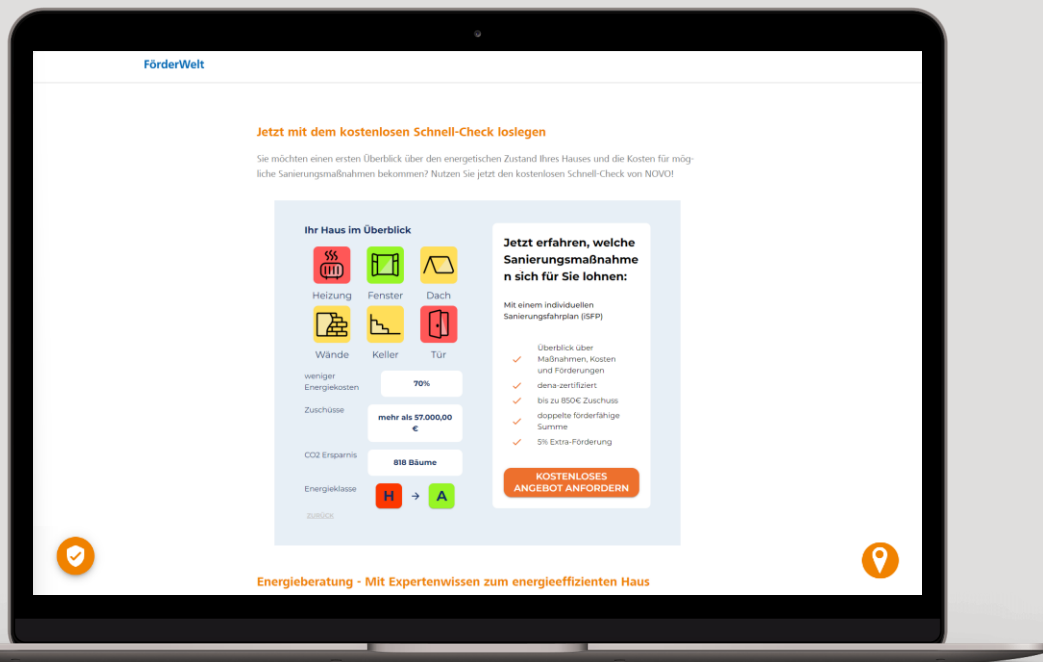 FörderWelt
Jetzt mit dem kostenlosen Schnell-Check loslegen
Sie möchten einen ersten Überblick über den energetischen Zustand Ihres Hauses und die Kosten für mög-
liche Sanierungsmaßnahmen bekommen? Nutzen Sie jetzt den kostenlosen Schnell-Check von NOVO!
Ihr Haus im Überblick
Heizung Fenster Dach
Wände Keller Tür
weniger
Energiekosten
70%
Zuschüsse
mehr als 57.000,00
€
CO2 Ersparnis
818 Bäume
Energieklasse
H → A
ZURÜCK
Jetzt erfahren, welche
Sanierungsmaßnahme
n sich für Sie lohnen:
Mit einem individuellen
Sanierungsfahrplan (iSFP)
Überblick über
Maßnahmen, Kosten
und Förderungen
dena-zertifiziert
bis zu 850€ Zuschuss
doppelte förderfähige
Summe
5% Extra-Förderung
KOSTENLOSES
ANGEBOT ANFORDERN
Energieberatung - Mit Expertenwissen zum energieeffizienten Haus